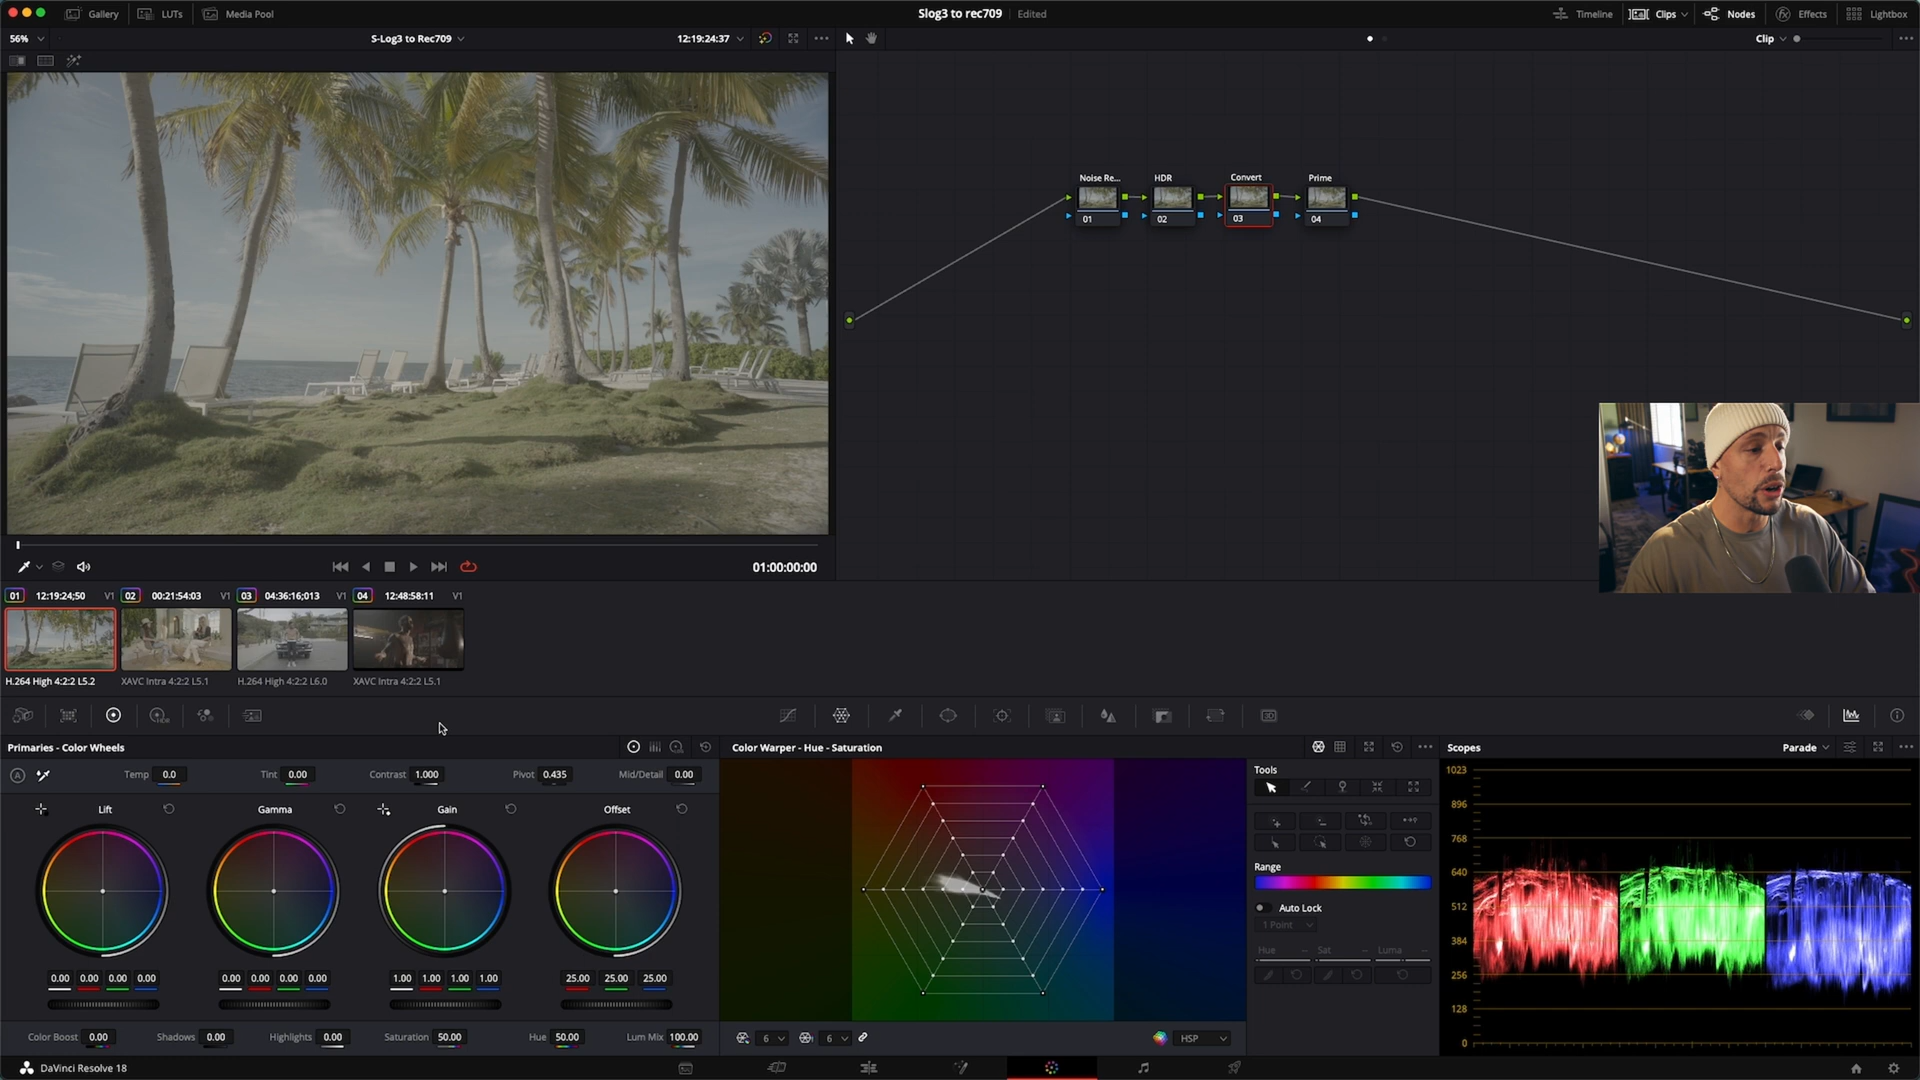 Gallery LUTs Media Pool Slog3 to rec709 Edited Timeline Clips Nodes Effects Lightbox
56% S-Log3 to Rec709 12:19:24:37 Clip
Noise Re... HDR Convert Prime
01 02 03 04
01:00:00:00
01 12:19:24;50 V1 02 00:21:54:03 V1 03 04:36:16;013 V1 04 12:48:58:11 V1
H.264 High 4:2:2 L5.2 XAVC Intra 4:2:2 L5.1 H.264 High 4:2:2 L6.0 XAVC Intra 4:2:2 L5.1
HDR
3D
Primaries - Color Wheels Color Warper - Hue - Saturation Scopes Parade
A Temp 0.0 Tint 0.00 Contrast 1.000 Pivot 0.435 Mid/Detail 0.00
Lift Gamma Gain Offset
0.00 0.00 0.00 0.00 0.00 0.00 0.00 0.00 1.00 1.00 1.00 1.00 25.00 25.00 25.00
Color Boost 0.00 Shadows 0.00 Highlights 0.00 Saturation 50.00 Hue 50.00 Lum Mix 100.00
6 6 HSP
Tools
Range
Auto Lock
1 Point
Hue Sat Luma
1023
896
768
640
512
384
256
128
0
DaVinci Resolve 18